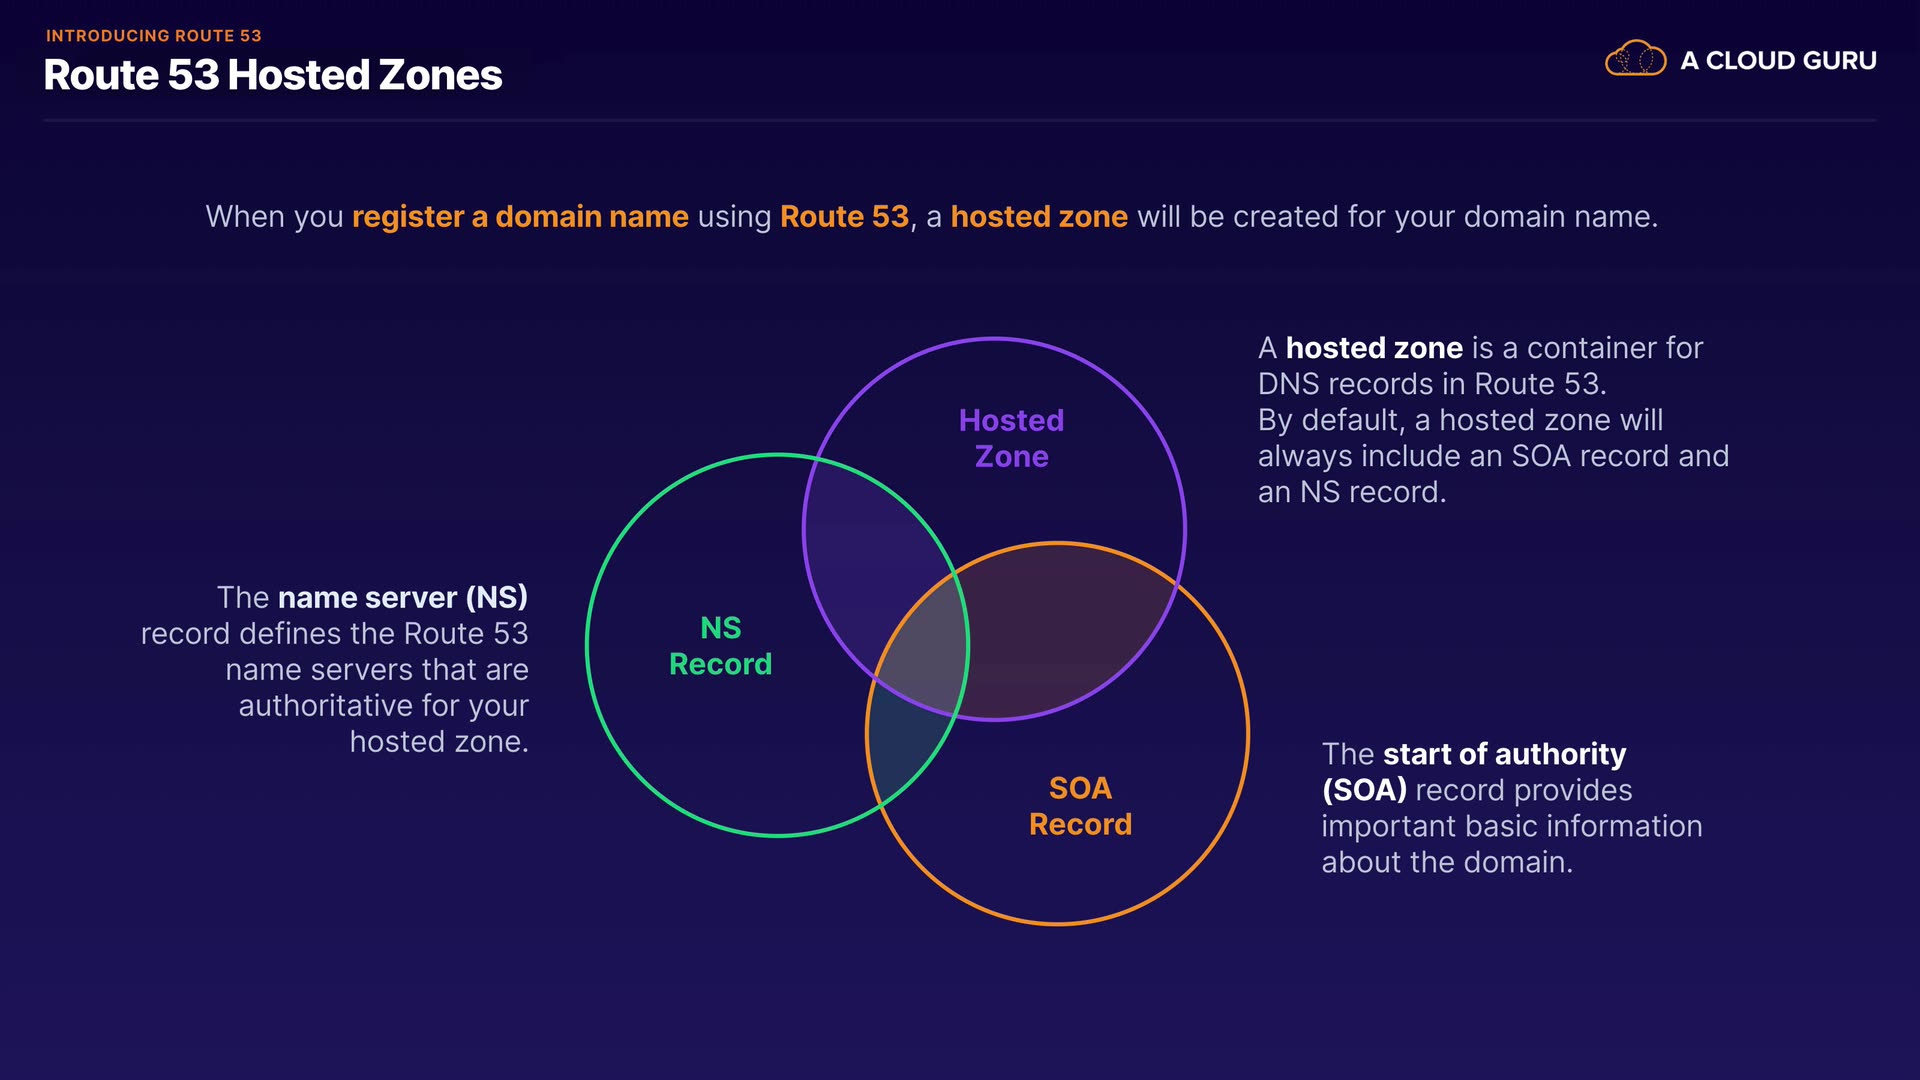 INTRODUCING ROUTE 53
Route 53 Hosted Zones
A CLOUD GURU
When you register a domain name using Route 53, a hosted zone will be created for your domain name.
A hosted zone is a container for
DNS records in Route 53.
By default, a hosted zone will
always include an SOA record and
an NS record.
Hosted
Zone
The name server (NS)
record defines the Route 53
name servers that are
authoritative for your
hosted zone.
NS
Record
SOA
Record
The start of authority
(SOA) record provides
important basic information
about the domain.